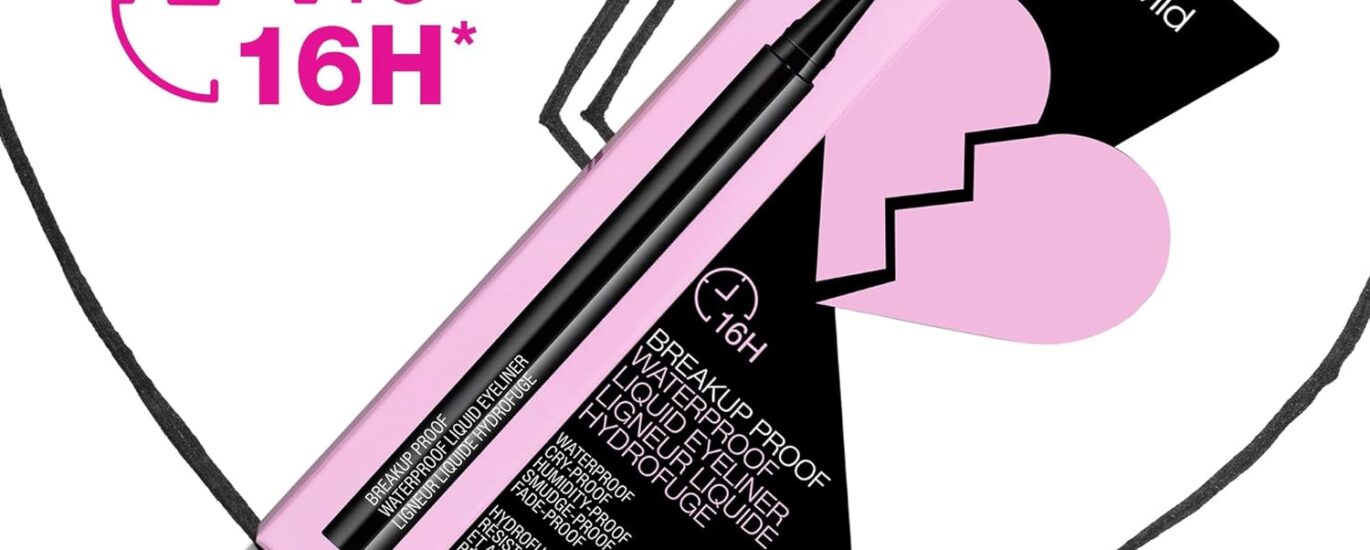 16H*
16H
BREAKUP PROOF
WATERPROOF
LIQUID EYELINER
LIGNEUR LIQUIDE
HYDROFUGE
WATERPROOF
CRY-PROOF
HUMIDITY-PROOF
SMUDGE-PROOF
FADE-PROOF
BREAKUP PROOF
WATERPROOF LIQUID EYELINER
LIGNEUR LIQUIDE HYDROFUGE